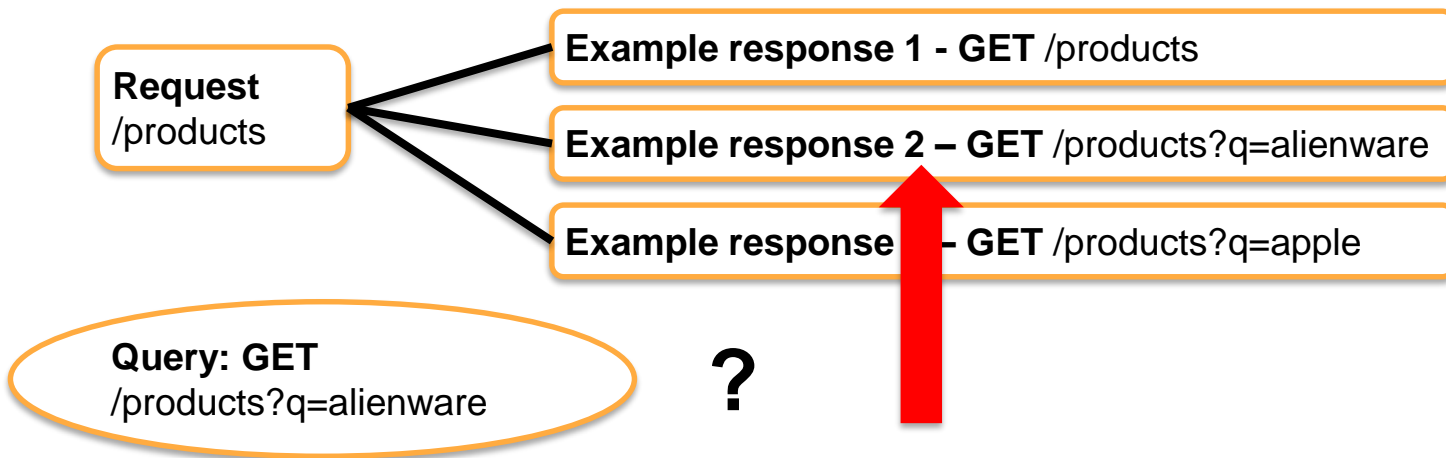 Request
/products
Example response 1 - GET /products
Example response 2 – GET /products?q=alienware
Example response – GET /products?q=apple
Query: GET
/products?q=alienware
?